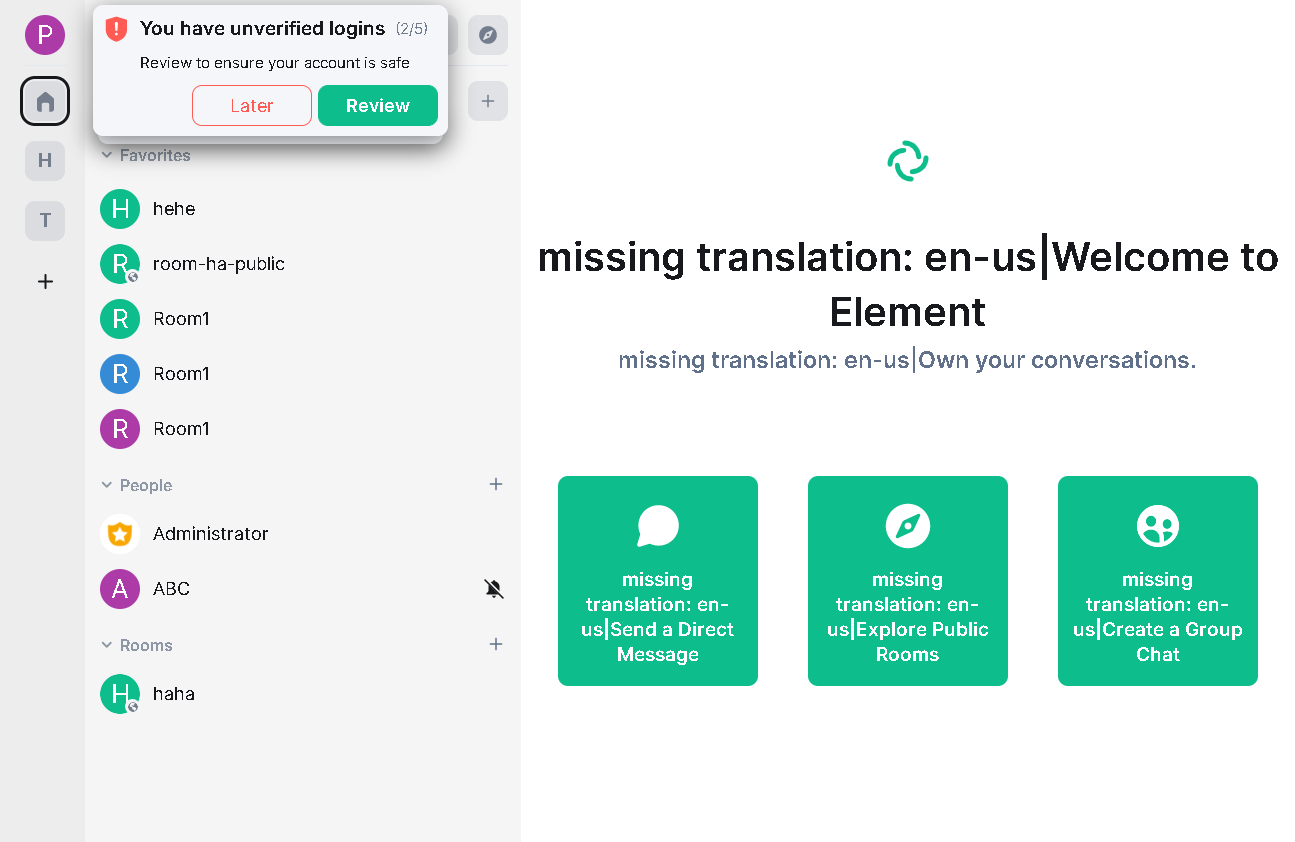 P
You have unverified logins (2/5)
Review to ensure your account is safe
Later
Review
H
T
Favorites
H hehe
R room-ha-public
R Room1
R Room1
R Room1
People
Administrator
A ABC
Rooms
H haha
missing translation: en-us|Welcome to
Element
missing translation: en-us|Own your conversations.
missing
translation: en-
us|Send a Direct
Message
missing
translation: en-
us|Explore Public
Rooms
missing
translation: en-
us|Create a Group
Chat